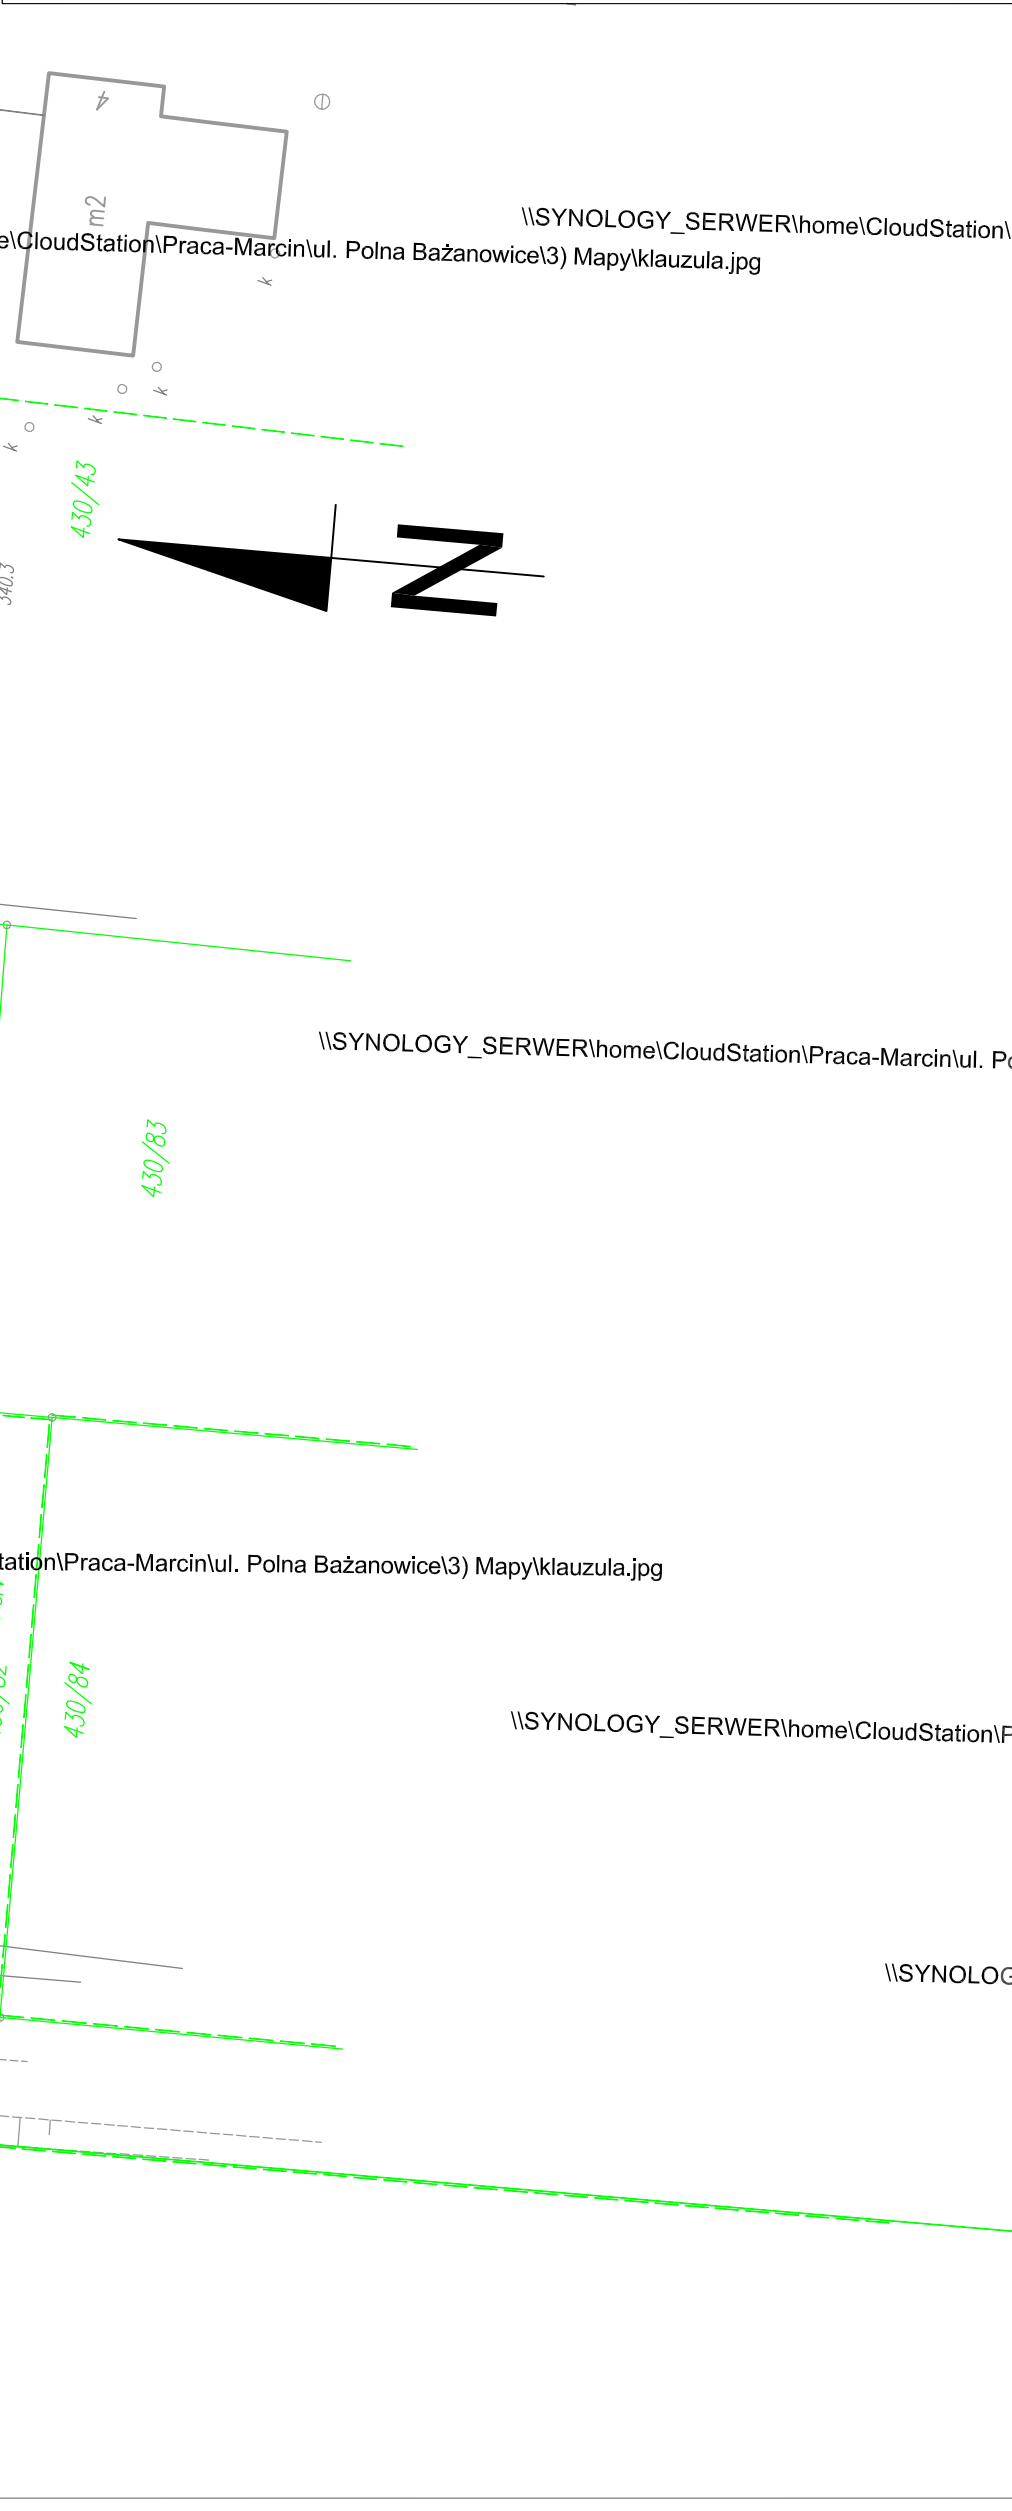 4
m2
\\SYNOLOGY_SERWER\home\CloudStation\
e\CloudStation\Praca-Marcin\ul. Polna Bażanowice\3) Mapy\klauzula.jpg
k
k
k
k
430/43
340.3
N
\\SYNOLOGY_SERWER\home\CloudStation\Praca-Marcin\ul. Po
430/83
tation\Praca-Marcin\ul. Polna Bażanowice\3) Mapy\klauzula.jpg
430/84
\\SYNOLOGY_SERWER\home\CloudStation\P
\\SYNOLOG